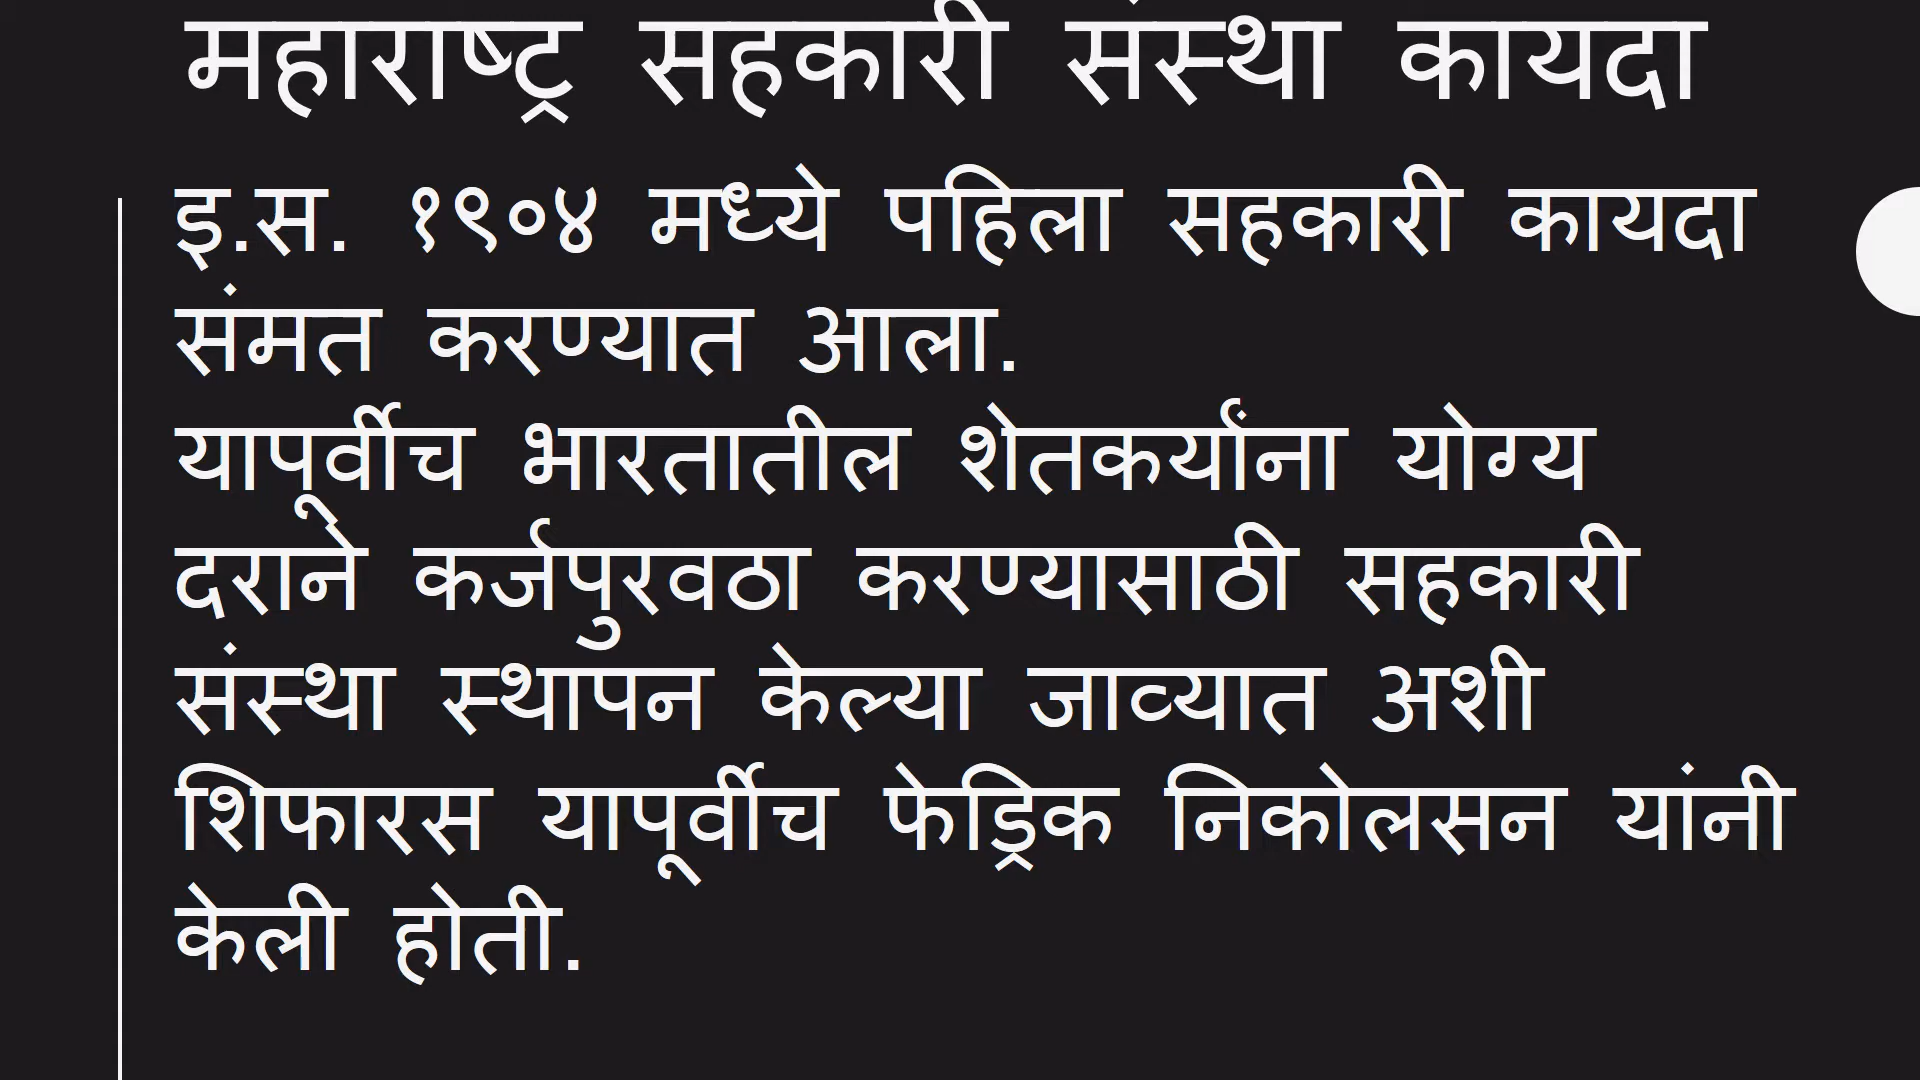 महाराष्ट्र सहकारी संस्था कायदा
इ.स. १९०४ मध्ये पहिला सहकारी कायदा
संमत करण्यात आला.
यापूर्वीच भारतातील शेतकर्यांना योग्य
दराने कर्जपुरवठा करण्यासाठी सहकारी
संस्था स्थापन केल्या जाव्यात अशी
शिफारस यापूर्वीच फेड्रिक निकोलसन यांनी
केली होती.